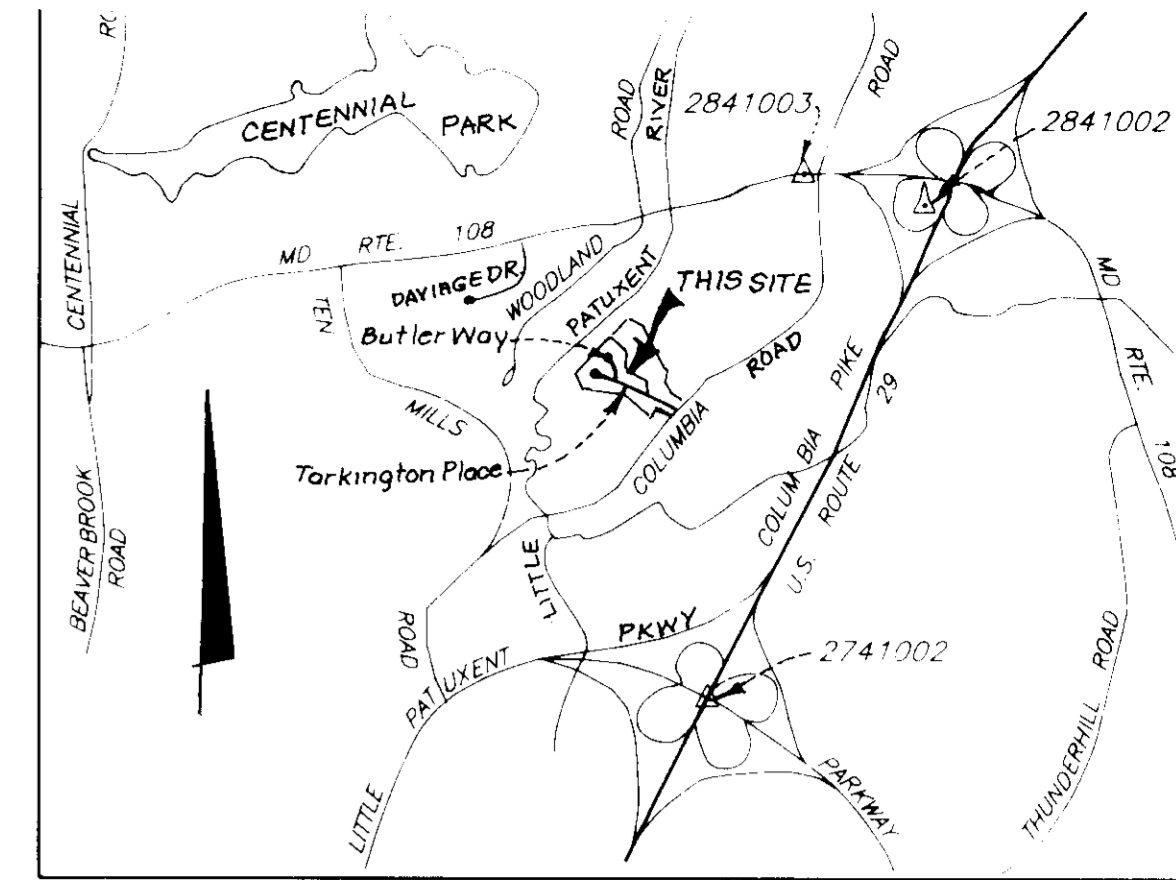 CENTENNIAL PARK
ROAD
RIVER
2841003
ROAD
2841002
CENTENNIAL
MD RTE. 108
WOODLAND
DAVIAGE DR.
PATUXENT
THIS SITE
TEN
Butler Way
ROAD
PIKE
29
MD
RTE.
108
MILLS
COLUMBIA
Tarkington Place
COLUMBIA
U.S. ROUTE
BEAVERBROOK
ROAD
LITTLE
ROAD
PATUXENT
PKWY
2741002
LITTLE
PARKWAY
THUNDERHILL ROAD